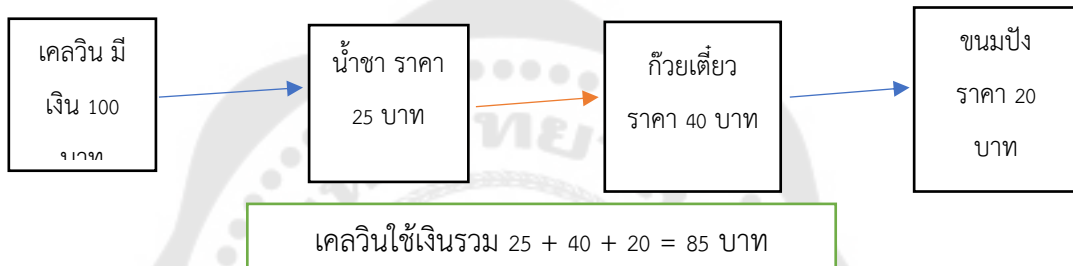 เคลวิน มี
เงิน 100
บาท
น้ำชา ราคา
25 บาท
ก๊วยเตี๋ยว
ราคา 40 บาท
ขนมปัง
ราคา 20
บาท
เคลวินใช้เงินรวม 25 + 40 + 20 = 85 บาท